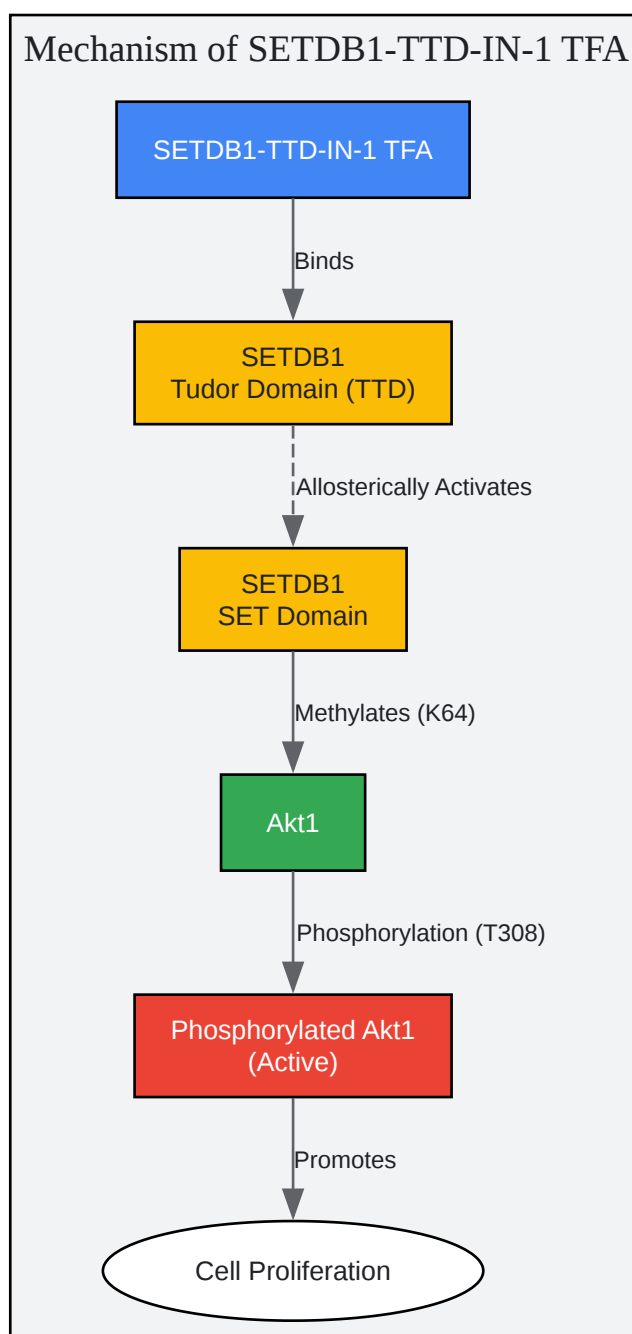 Mechanism of SETDB1-TTD-IN-1 TFA
SETDB1-TTD-IN-1 TFA
Binds
SETDB1
Tudor Domain (TTD)
Allosterically Activates
SETDB1
SET Domain
Methylates (K64)
Akt1
Phosphorylation (T308)
Phosphorylated Akt1
(Active)
Promotes
Cell Proliferation